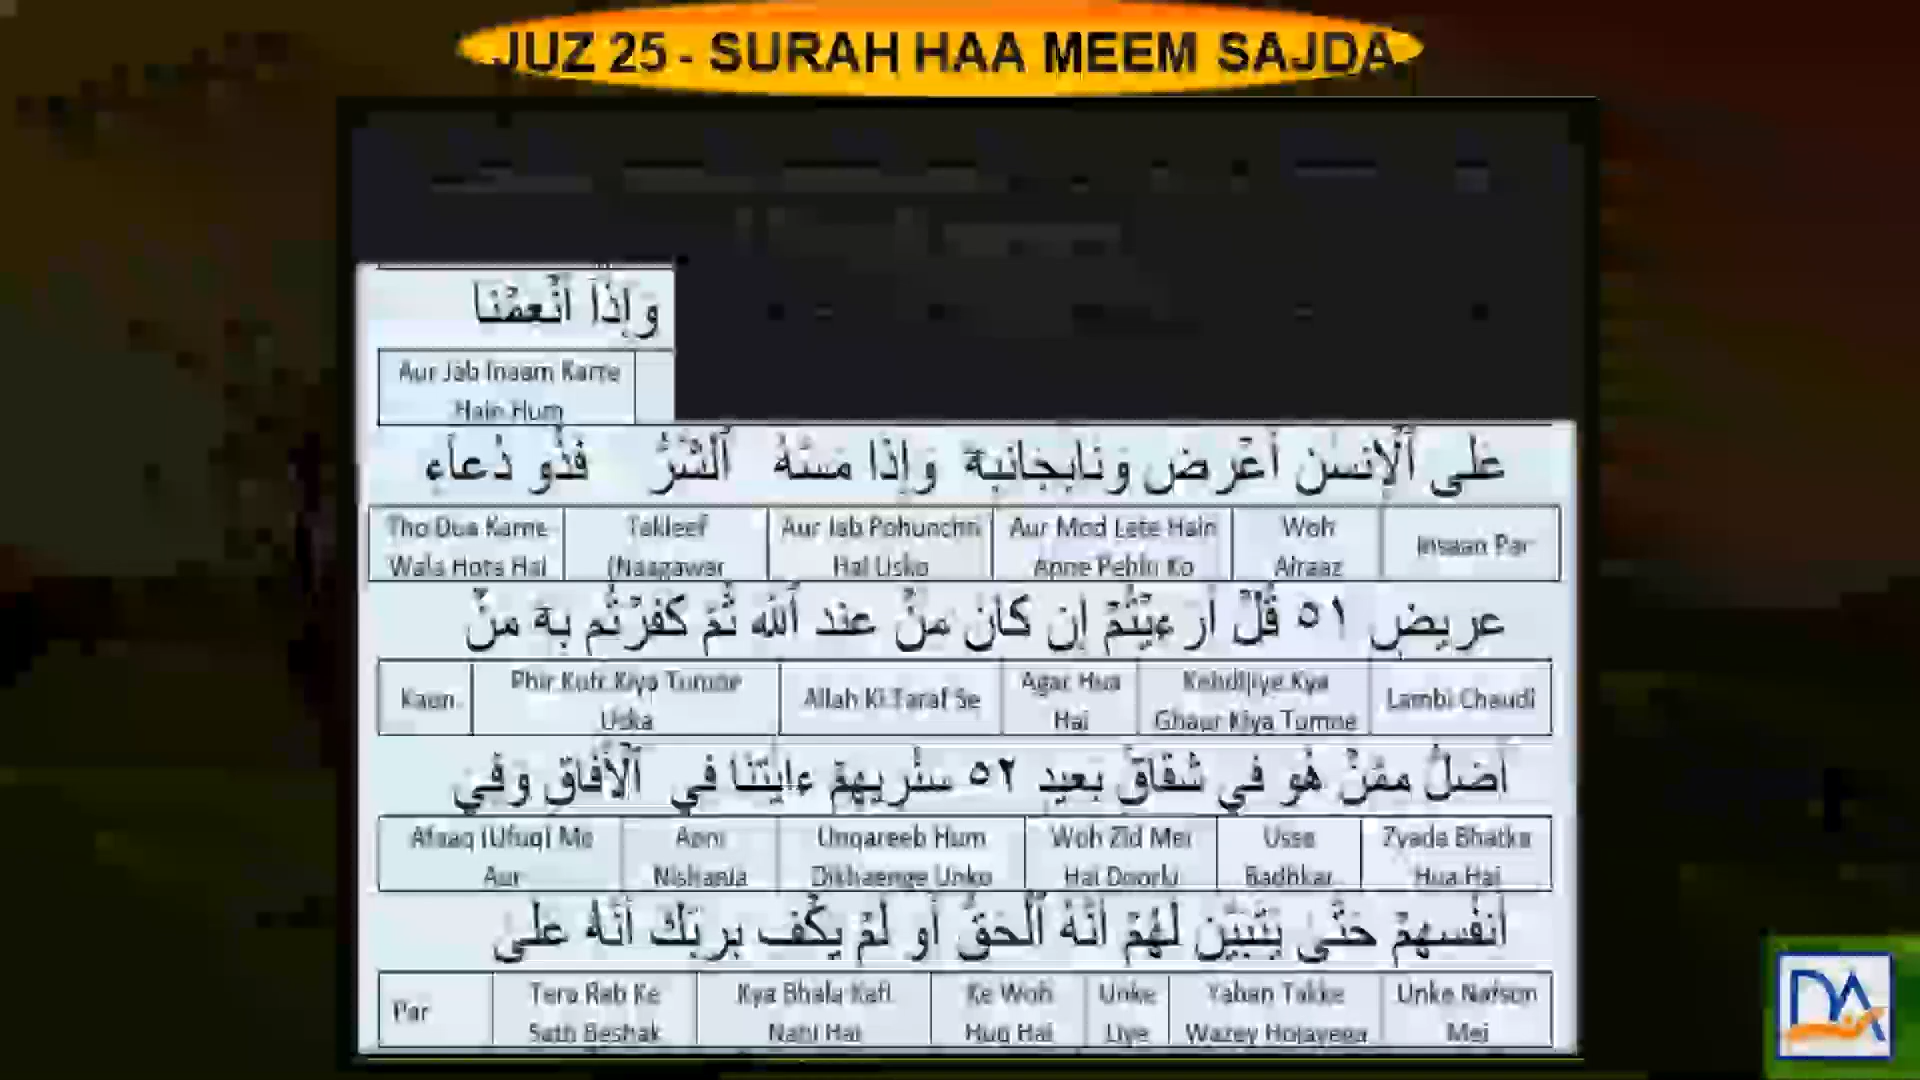 JUZ 25 - SURAH HAA MEEM SAJDA
وَإِذَآ أَنْعَمْنَا
Aur Jab Inaam Karte
Hain Hum
عَلَى ٱلْإِنسَٰنِ أَعْرَضَ وَنَـَٔا بِجَانِبِهِۦ وَإِذَا مَسَّهُ ٱلشَّرُّ فَذُو دُعَآءٍ
Tho Dua Karne Takleef Aur Jab Pohunchti Aur Mod Lete Hain Woh Insaan Par
Wala Hota Hai (Naagawar Hai Usko Apne Pehlu Ko Airaaz
عَرِيضٍ ٥١ قُلْ أَرَءَيْتُمْ إِن كَانَ مِنْ عِندِ ٱللَّهِ ثُمَّ كَفَرْتُم بِهِۦ مَنْ
Kaun Phir Kufr Kiya Tumne Allah Ki Taraf Se Agar Hua Kehdijiye Kya Lambi Chaudi
Uska Hai Ghaur Kiya Tumne
أَضَلُّ مِمَّنْ هُوَ فِي شِقَاقٍ بَعِيدٍ ٥٢ سَنُرِيهِمْ ءَايَٰتِنَا فِي ٱلْأٓفَاقِ وَفِيٓ
Afaaq (Ufuq) Me Apni Unqareeb Hum Woh Zid Mei Usse Zyada Bhatka
Aur Nishania Dikhaenge Unko Hai Doorki Badhkar Hua Hai
أَنفُسِهِمْ حَتَّىٰ يَتَبَيَّنَ لَهُمْ أَنَّهُ ٱلْحَقُّ أَوَ لَمْ يَكْفِ بِرَبِّكَ أَنَّهُۥ عَلَىٰ
Par Tera Rab Ke Kya Bhala Kafi Ke Woh Unke Yahan Takke Unke Nafson
Sath Beshak Nahi Hai Huq Hai Liye Wazey Hojayega Mei
DA